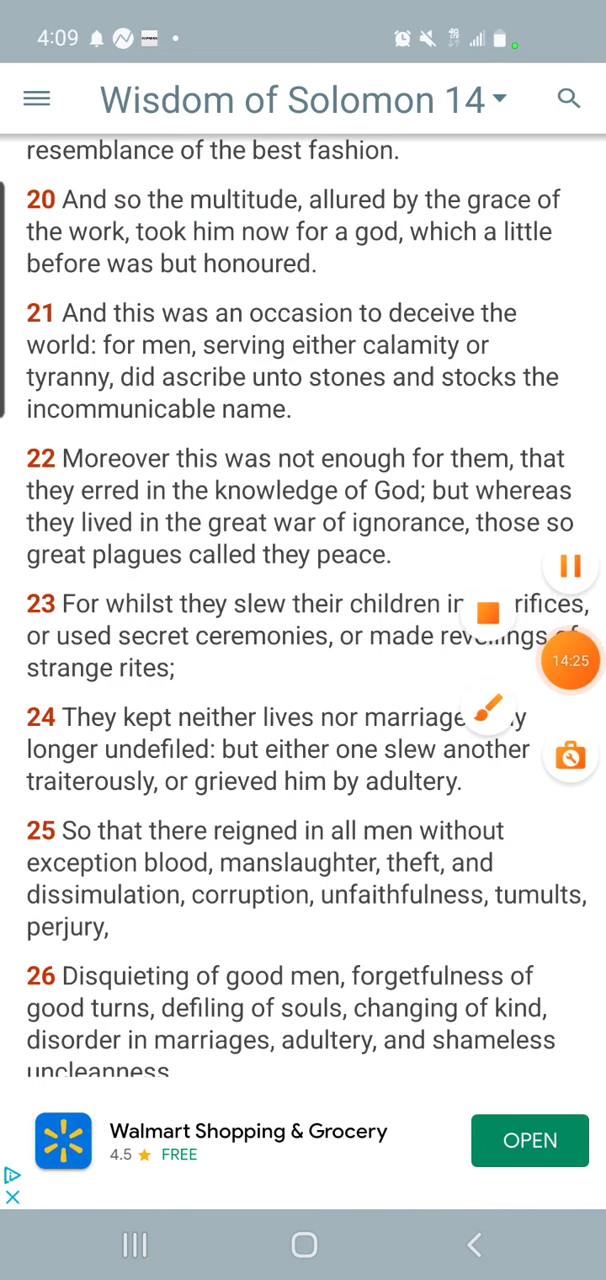 4:09
Wisdom of Solomon 14
resemblance of the best fashion.
20 And so the multitude, allured by the grace of
the work, took him now for a god, which a little
before was but honoured.
21 And this was an occasion to deceive the
world: for men, serving either calamity or
tyranny, did ascribe unto stones and stocks the
incommunicable name.
22 Moreover this was not enough for them, that
they erred in the knowledge of God; but whereas
they lived in the great war of ignorance, those so
great plagues called they peace.
23 For whilst they slew their children in rifices,
or used secret ceremonies, or made revellings of
strange rites;
14:25
24 They kept neither lives nor marriage y
longer undefiled: but either one slew another
traiterously, or grieved him by adultery.
25 So that there reigned in all men without
exception blood, manslaughter, theft, and
dissimulation, corruption, unfaithfulness, tumults,
perjury,
26 Disquieting of good men, forgetfulness of
good turns, defiling of souls, changing of kind,
disorder in marriages, adultery, and shameless
uncleanness
Walmart Shopping & Grocery
4.5 ★ FREE
OPEN